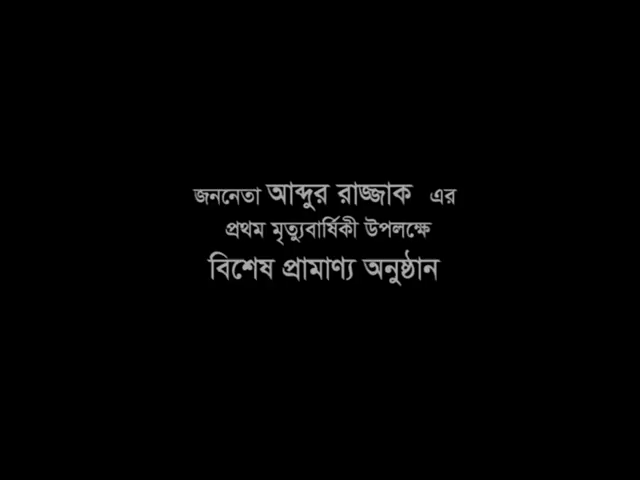 জননেতা আব্দুর রাজ্জাক এর
প্রথম মৃত্যুবার্ষিকী উপলক্ষে
বিশেষ প্রামাণ্য অনুষ্ঠান